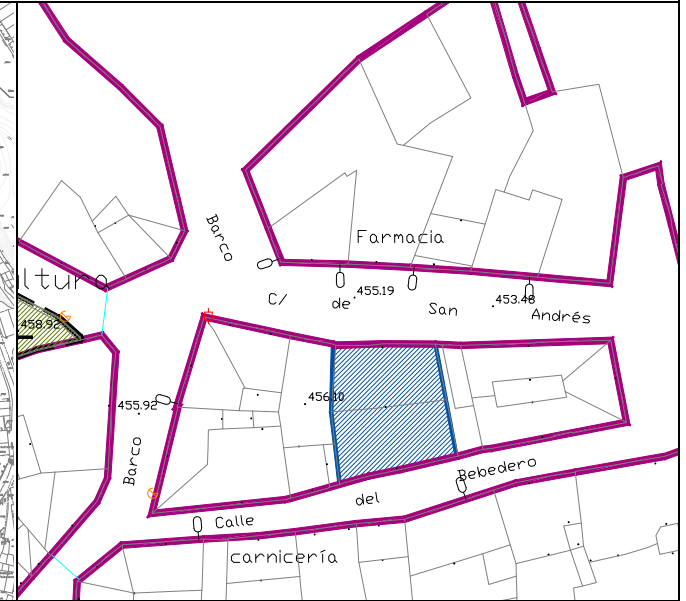 Barco
Farmacia
ultura
C/ de San Andrés
455.19
453.48
458.92
456.10
455.92
Barco
Bebedero
del
Calle
carnicería